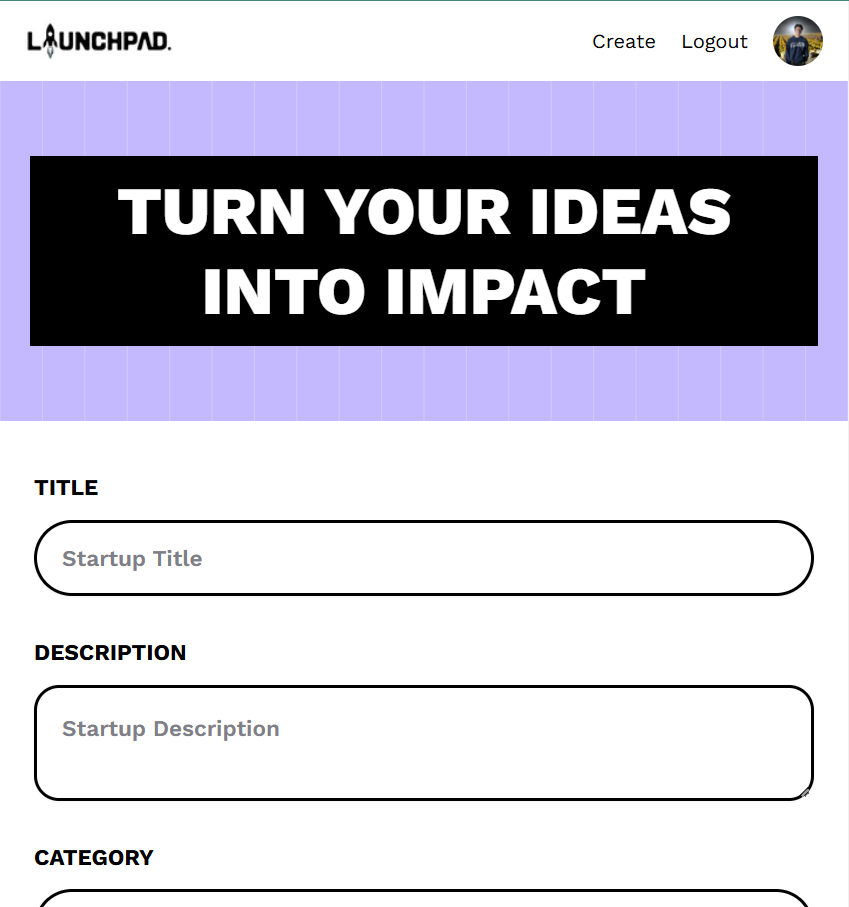 LAUNCHPAD.
Create
Logout
TURN YOUR IDEAS
INTO IMPACT
TITLE
Startup Title
DESCRIPTION
Startup Description
CATEGORY